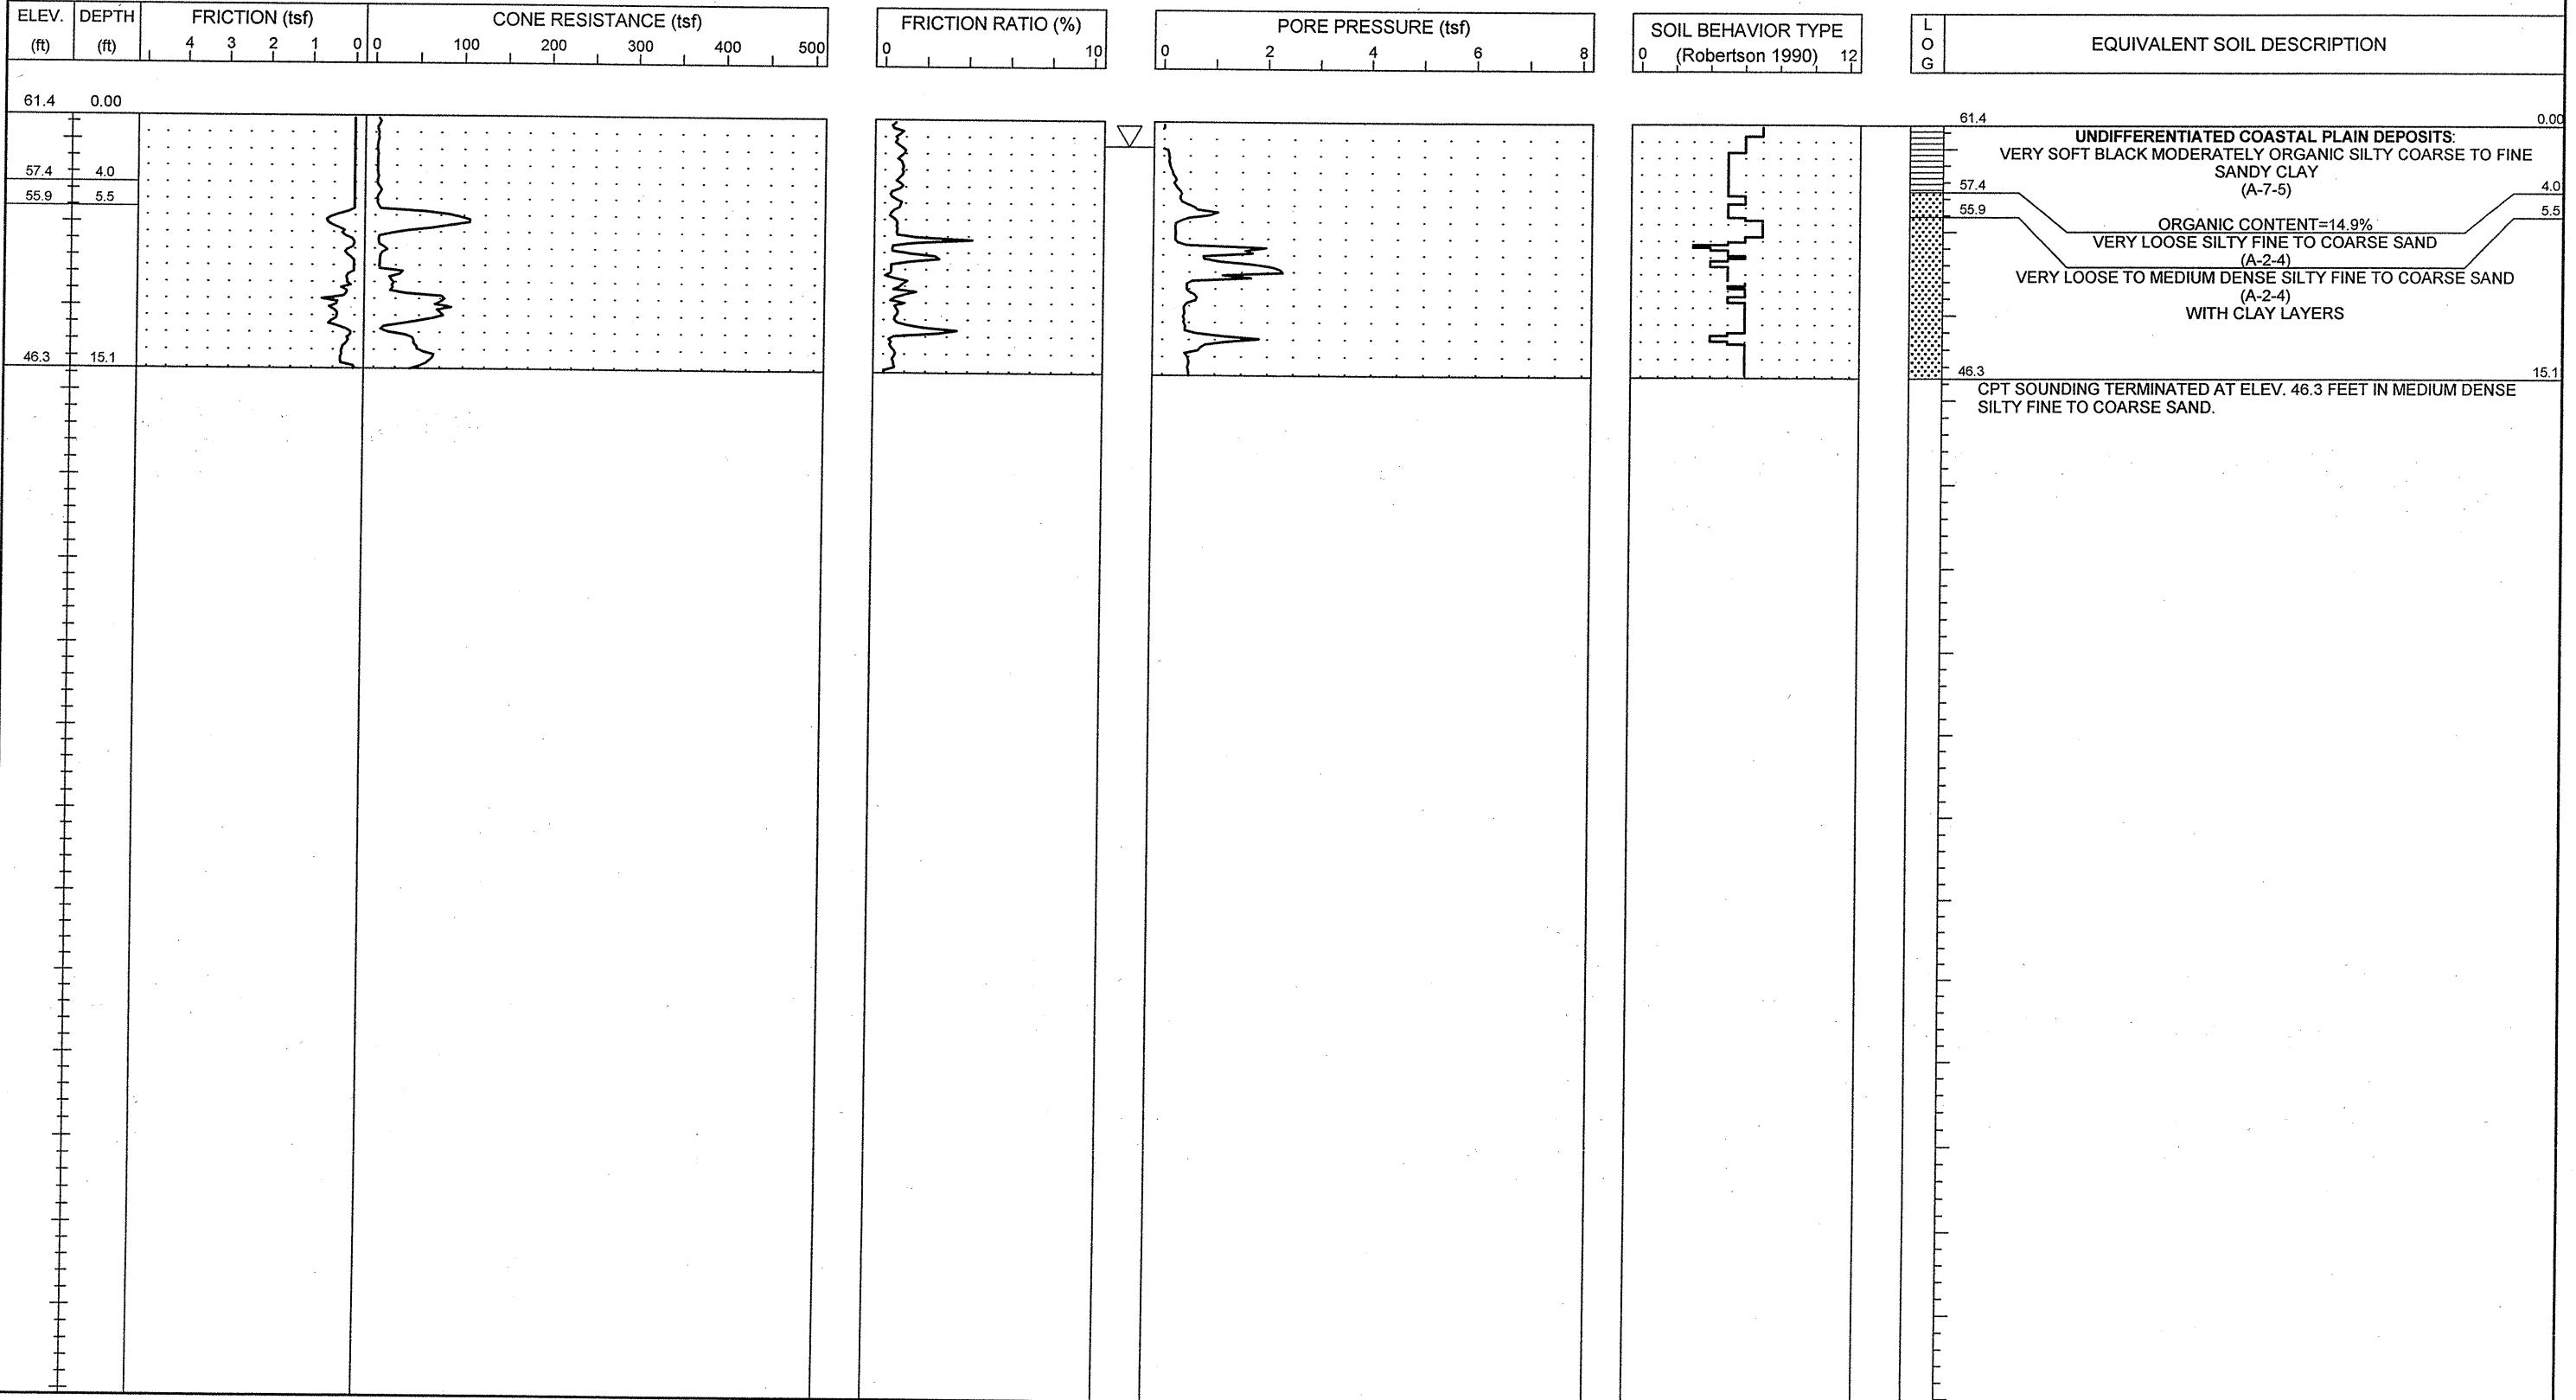 ELEV. DEPTH FRICTION (tsf) CONE RESISTANCE (tsf) FRICTION RATIO (%) PORE PRESSURE (tsf) SOIL BEHAVIOR TYPE L
(ft) (ft) 4 3 2 1 0 0 100 200 300 400 500 0 10 0 2 4 6 8 (Robertson 1990) O EQUIVALENT SOIL DESCRIPTION
0 12 G
61.4 0.00
61.4 0.00
UNDIFFERENTIATED COASTAL PLAIN DEPOSITS:
VERY SOFT BLACK MODERATELY ORGANIC SILTY COARSE TO FINE
57.4 4.0 SANDY CLAY
57.4 (A-7-5) 4.0
55.9 5.5
55.9 5.5
ORGANIC CONTENT=14.9%
VERY LOOSE SILTY FINE TO COARSE SAND
(A-2-4)
VERY LOOSE TO MEDIUM DENSE SILTY FINE TO COARSE SAND
(A-2-4)
WITH CLAY LAYERS
46.3 15.1
46.3 15.1
CPT SOUNDING TERMINATED AT ELEV. 46.3 FEET IN MEDIUM DENSE
SILTY FINE TO COARSE SAND.